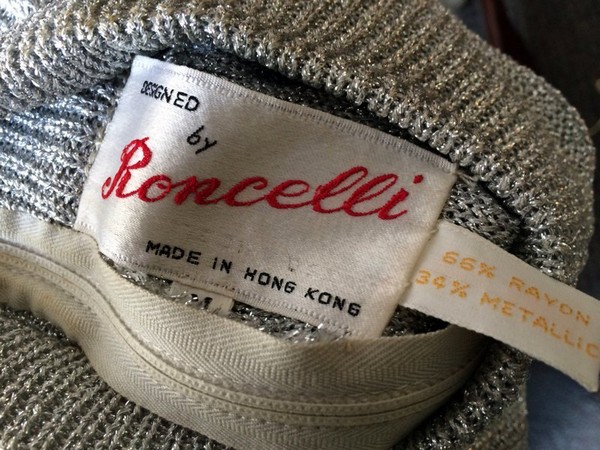 DESIGNED
by
Roncelli
MADE IN HONG KONG
66% RAYON
34% METALLIC